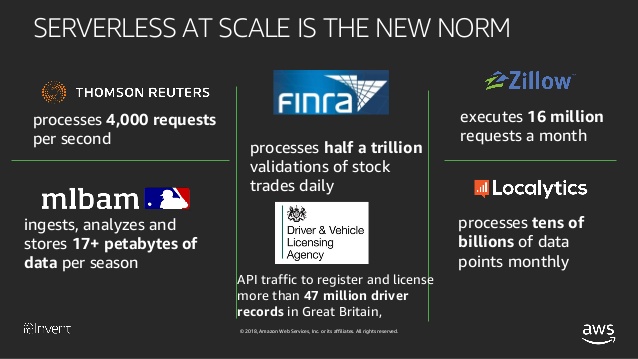 SERVERLESS AT SCALE IS THE NEW NORM
THOMSON REUTERS
processes 4,000 requests
per second
mlbam
ingests, analyzes and
stores 17+ petabytes of
data per season
FINRA
processes half a trillion
validations of stock
trades daily
Driver & Vehicle
Licensing
Agency
API traffic to register and license
more than 47 million driver
records in Great Britain,
Zillow
executes 16 million
requests a month
Localytics
processes tens of
billions of data
points monthly
re:Invent
© 2018, Amazon Web Services, Inc. or its affiliates. All rights reserved.
aws